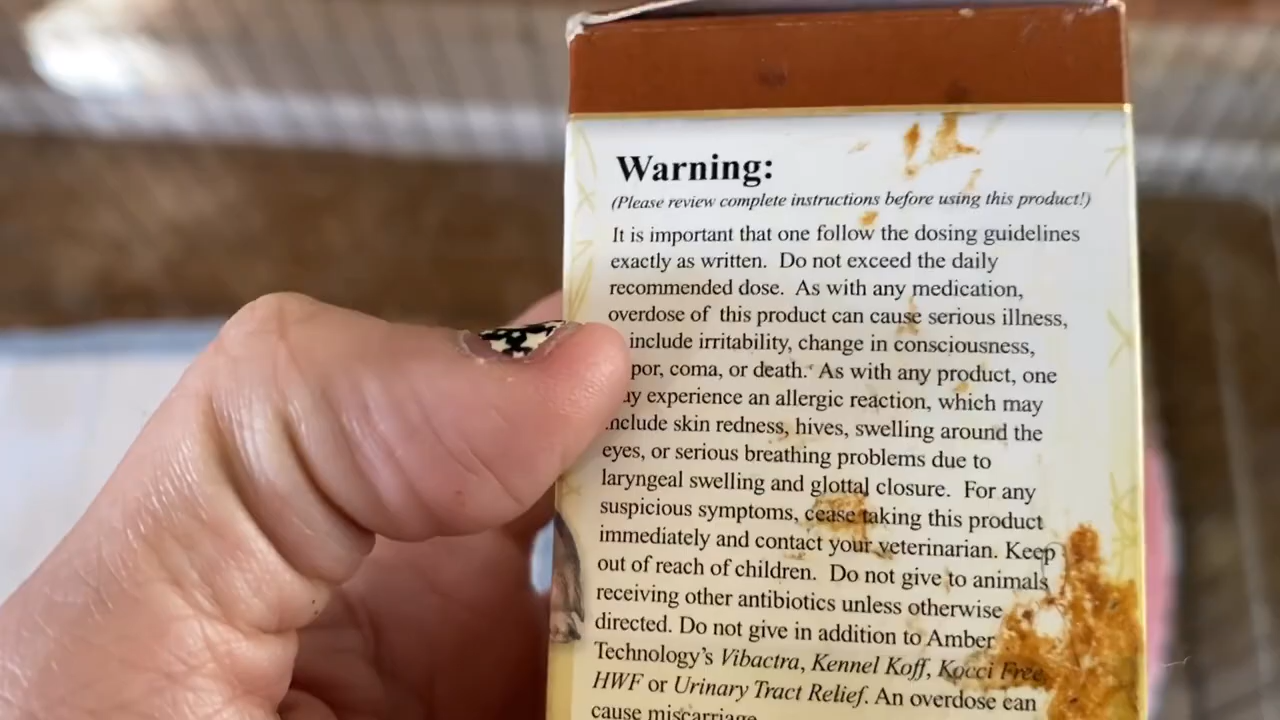 Warning:
(Please review complete instructions before using this product!)
It is important that one follow the dosing guidelines
exactly as written. Do not exceed the daily
recommended dose. As with any medication,
overdose of this product can cause serious illness,
include irritability, change in consciousness,
por, coma, or death. As with any product, one
ay experience an allergic reaction, which may
include skin redness, hives, swelling around the
eyes, or serious breathing problems due to
laryngeal swelling and glottal closure. For any
suspicious symptoms, cease taking this product
immediately and contact your veterinarian. Keep
out of reach of children. Do not give to animals
receiving other antibiotics unless otherwise
directed. Do not give in addition to Amber
Technology's Vibactra, Kennel Koff, Kocci Free,
HWF or Urinary Tract Relief. An overdose can
cause miscarriage